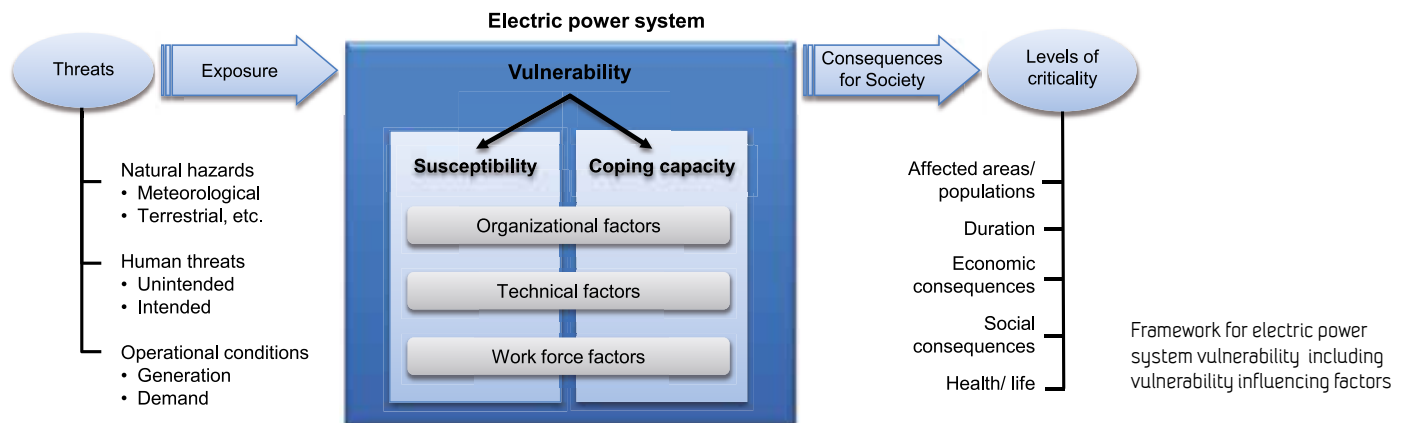 Electric power system
Threats
Exposure
Vulnerability
Susceptibility
Coping capacity
Organizational factors
Technical factors
Work force factors
Consequences
for Society
Levels of
criticality
Natural hazards
• Meteorological
• Terrestrial, etc.
Human threats
• Unintended
• Intended
Operational conditions
• Generation
• Demand
Affected areas/
populations
Duration
Economic
consequences
Social
consequences
Health/ life
Framework for electric power
system vulnerability including
vulnerability influencing factors